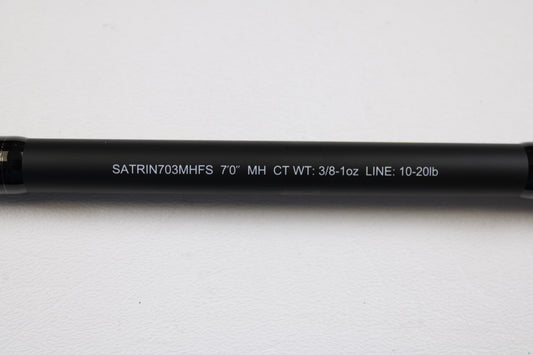 SATRIN703MHFS 7'0" MH CT WT: 3/8-1oz LINE: 10-20lb